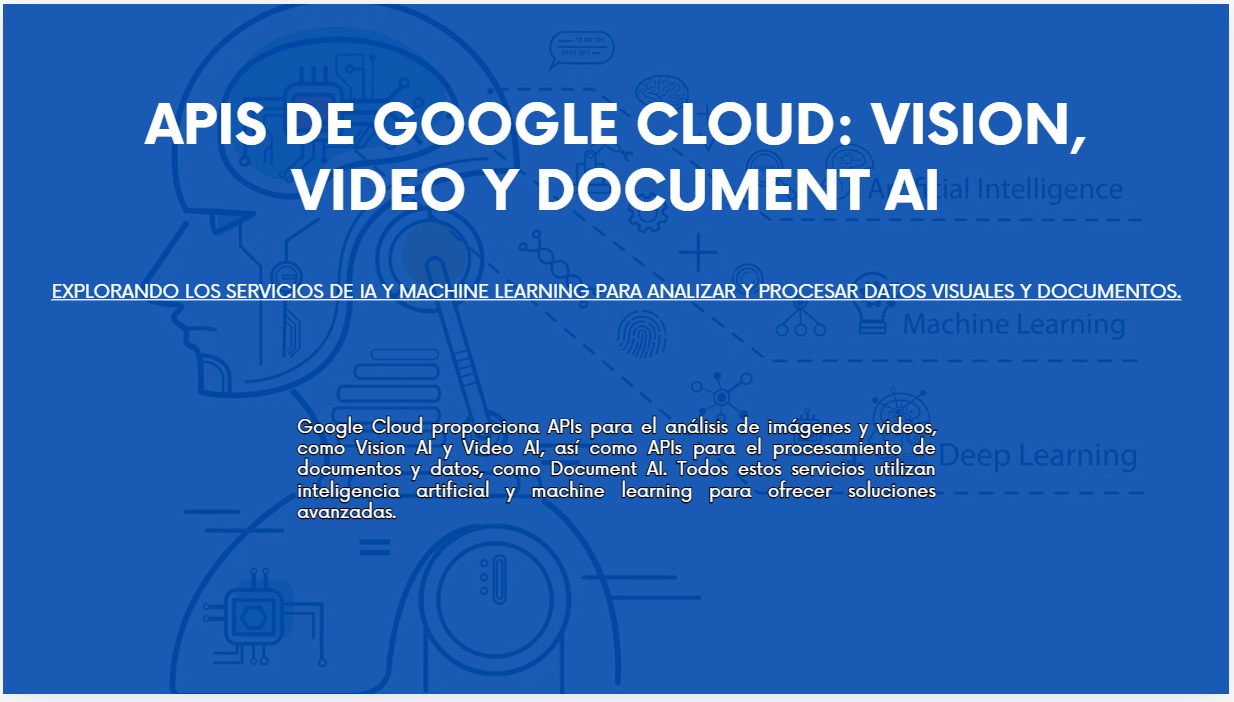 APIS DE GOOGLE CLOUD: VISION,
VIDEO Y DOCUMENT AI
Artificial Intelligence
EXPLORANDO LOS SERVICIOS DE IA Y MACHINE LEARNING PARA ANALIZAR Y PROCESAR DATOS VISUALES Y DOCUMENTOS.
Machine Learning
Google Cloud proporciona APIs para el análisis de imágenes y videos,
como Vision AI y Video AI, así como APIs para el procesamiento de
documentos y datos, como Document AI. Todos estos servicios utilizan
inteligencia artificial y machine learning para ofrecer soluciones
avanzadas.
Deep Learning